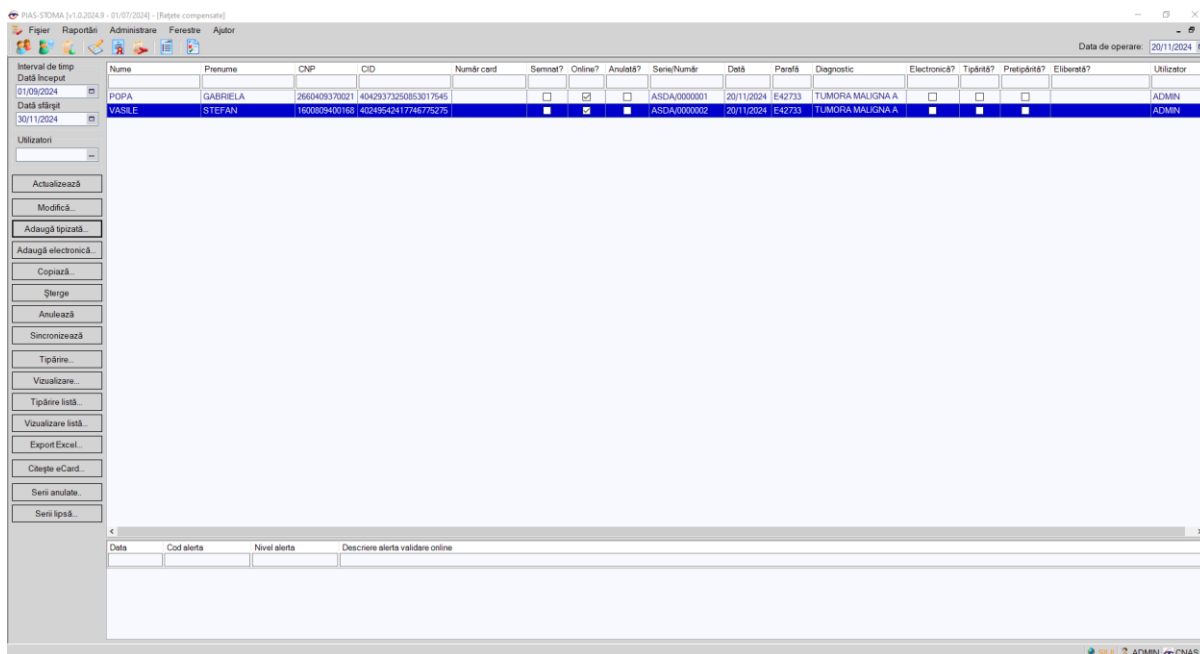 PIAS-STOMA [v1.0.2024.9 - 01/07/2024] - [Rețete compensate]
Fișier Raportări Administrare Ferestre Ajutor
Data de operare: 20/11/2024
Interval de timp
Dată început
01/09/2024
Dată sfârșit
30/11/2024
Utilizatori
...
Actualizează
Modifică...
Adaugă tipizată...
Adaugă electronică...
Copiază...
Șterge
Anulează
Sincronizează
Tipărire...
Vizualizare...
Tipărire listă...
Vizualizare listă...
Export Excel...
Citește eCard...
Serii anulate..
Serii lipsă...
Nume Prenume CNP CID Număr card Semnat? Online? Anulată? Serie/Număr Dată Parafă Diagnostic Electronică? Tipărită? Pretipărită? Eliberată? Utilizator
POPA GABRIELA 2660409370021 40429373250853017545 ASDA/0000001 20/11/2024 E42733 TUMORA MALIGNA A ADMIN
VASILE STEFAN 1600809400168 40249542417746775275 ASDA/0000002 20/11/2024 E42733 TUMORA MALIGNA A ADMIN
Data Cod alerta Nivel alerta Descriere alerta validare online
SIUI ADMIN CNAS